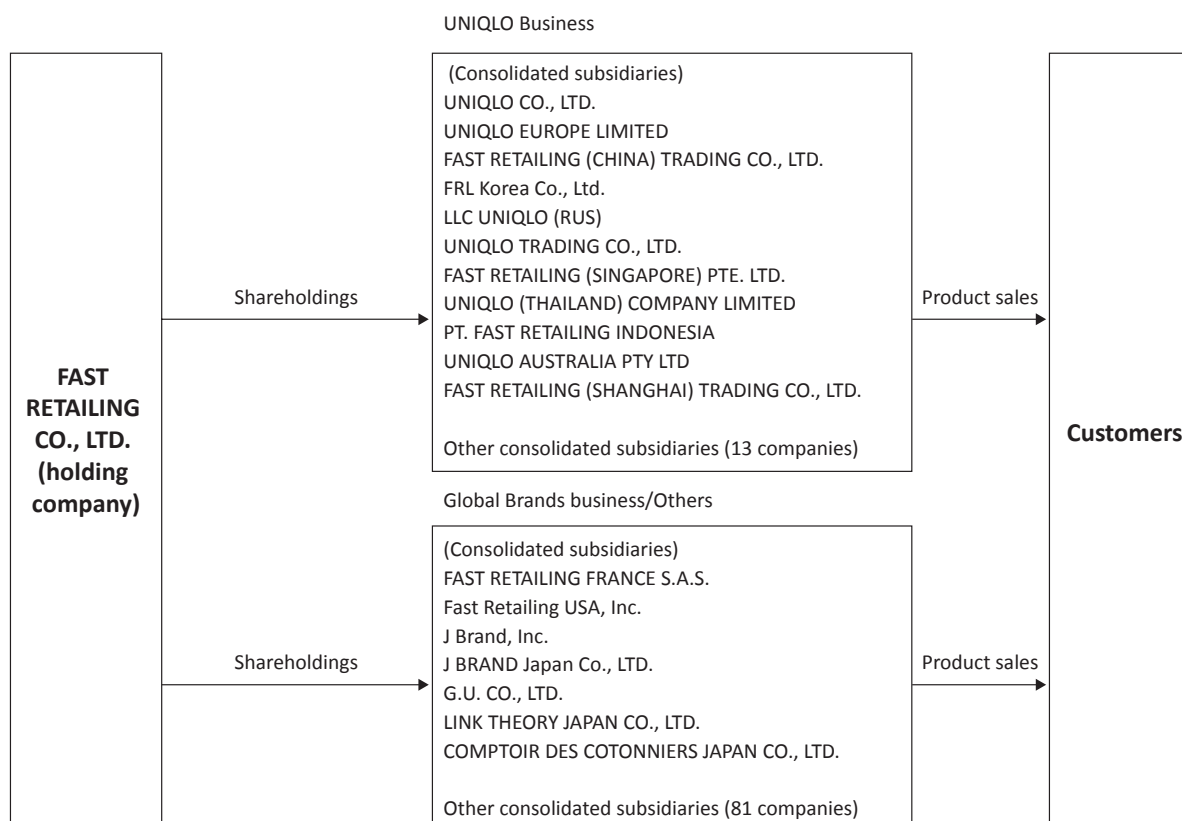 UNIQLO Business
(Consolidated subsidiaries)
UNIQLO CO., LTD.
UNIQLO EUROPE LIMITED
FAST RETAILING (CHINA) TRADING CO., LTD.
FRL Korea Co., Ltd.
LLC UNIQLO (RUS)
UNIQLO TRADING CO., LTD.
FAST RETAILING (SINGAPORE) PTE. LTD.
UNIQLO (THAILAND) COMPANY LIMITED
PT. FAST RETAILING INDONESIA
UNIQLO AUSTRALIA PTY LTD
FAST RETAILING (SHANGHAI) TRADING CO., LTD.
Other consolidated subsidiaries (13 companies)
Shareholdings
Product sales
FAST
RETAILING
CO., LTD.
(holding
company)
Customers
Global Brands business/Others
(Consolidated subsidiaries)
FAST RETAILING FRANCE S.A.S.
Fast Retailing USA, Inc.
J Brand, Inc.
J BRAND Japan Co., LTD.
G.U. CO., LTD.
LINK THEORY JAPAN CO., LTD.
COMPTOIR DES COTONNIERS JAPAN CO., LTD.
Other consolidated subsidiaries (81 companies)
Shareholdings
Product sales